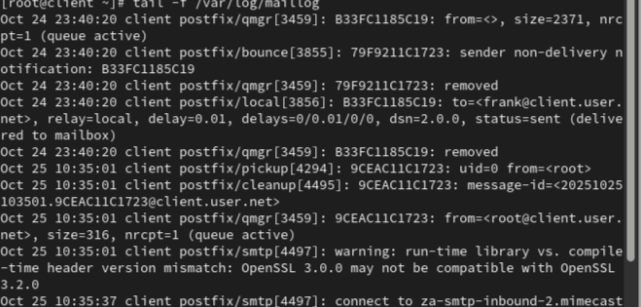 [root@client ~]# tail -f /var/log/maillog
Oct 24 23:40:20 client postfix/qmgr[3459]: B33FC1185C19: from=<>, size=2371, nrc
pt=1 (queue active)
Oct 24 23:40:20 client postfix/bounce[3855]: 79F9211C1723: sender non-delivery n
otification: B33FC1185C19
Oct 24 23:40:20 client postfix/qmgr[3459]: 79F9211C1723: removed
Oct 24 23:40:20 client postfix/local[3856]: B33FC1185C19: to=<frank@client.user.
net>, relay=local, delay=0.01, delays=0/0.01/0/0, dsn=2.0.0, status=sent (delive
red to mailbox)
Oct 24 23:40:20 client postfix/qmgr[3459]: B33FC1185C19: removed
Oct 25 10:35:01 client postfix/pickup[4294]: 9CEAC11C1723: uid=0 from=<root>
Oct 25 10:35:01 client postfix/cleanup[4495]: 9CEAC11C1723: message-id=<20251025
103501.9CEAC11C1723@client.user.net>
Oct 25 10:35:01 client postfix/qmgr[3459]: 9CEAC11C1723: from=<root@client.user.
net>, size=316, nrcpt=1 (queue active)
Oct 25 10:35:01 client postfix/smtp[4497]: warning: run-time library vs. compile
-time header version mismatch: OpenSSL 3.0.0 may not be compatible with OpenSSL
3.2.0
Oct 25 10:35:37 client postfix/smtp[4497]: connect to za-smtp-inbound-2.mimecast